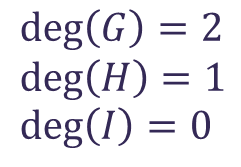 deg(G) = 2
deg(H) = 1
deg(I) = 0